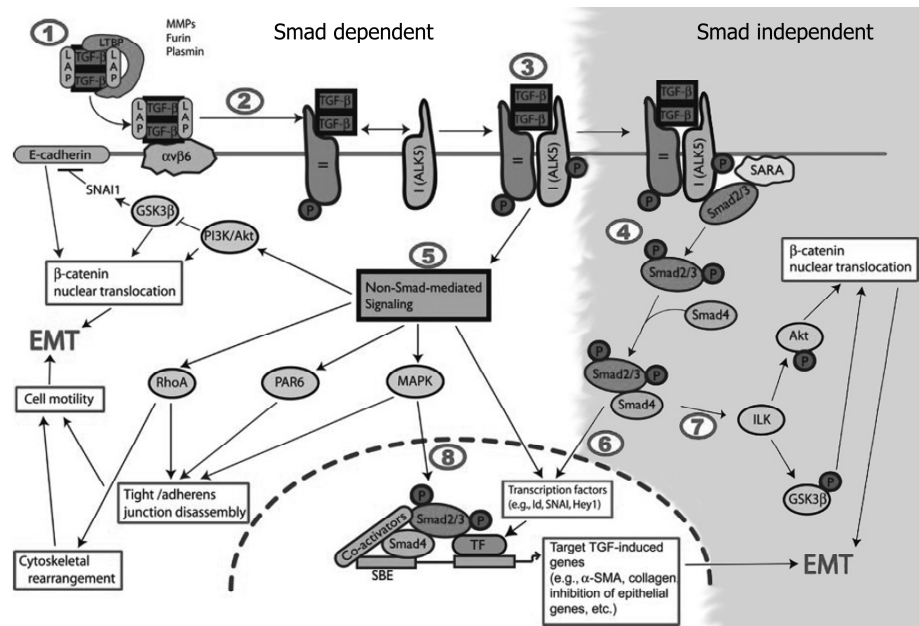 1
MMPs
Furin
Plasmin
Smad dependent
Smad independent
LTBP
LAP
TGF-β
TGF-β
LAP
2
3
LAP
TGF-β
TGF-β
LAP
TGF-β
TGF-β
TGF-β
TGF-β
TGF-β
TGF-β
E-cadherin
αvβ6
=
I (ALK5)
=
I (ALK5)
=
I (ALK5)
P
P
P
P
P
SARA
Smad2/3
SNAI1
GSK3β
PI3K/Akt
4
5
β-catenin
nuclear translocation
P
Smad2/3
P
β-catenin
nuclear translocation
Non-Smad-mediated
Signaling
Smad4
EMT
Akt
P
P
Smad2/3
P
Smad4
RhoA
PAR6
MAPK
Cell motility
6
7
ILK
8
GSK3β
P
Tight /adherens
junction disassembly
Transcription factors
(e.g., Id, SNAI, Hey1)
P
Smad2/3
P
Co-activators
Smad4
TF
SBE
Cytoskeletal
rearrangement
Target TGF-induced
genes
(e.g., α-SMA, collagen,
inhibition of epithelial
genes, etc.)
EMT